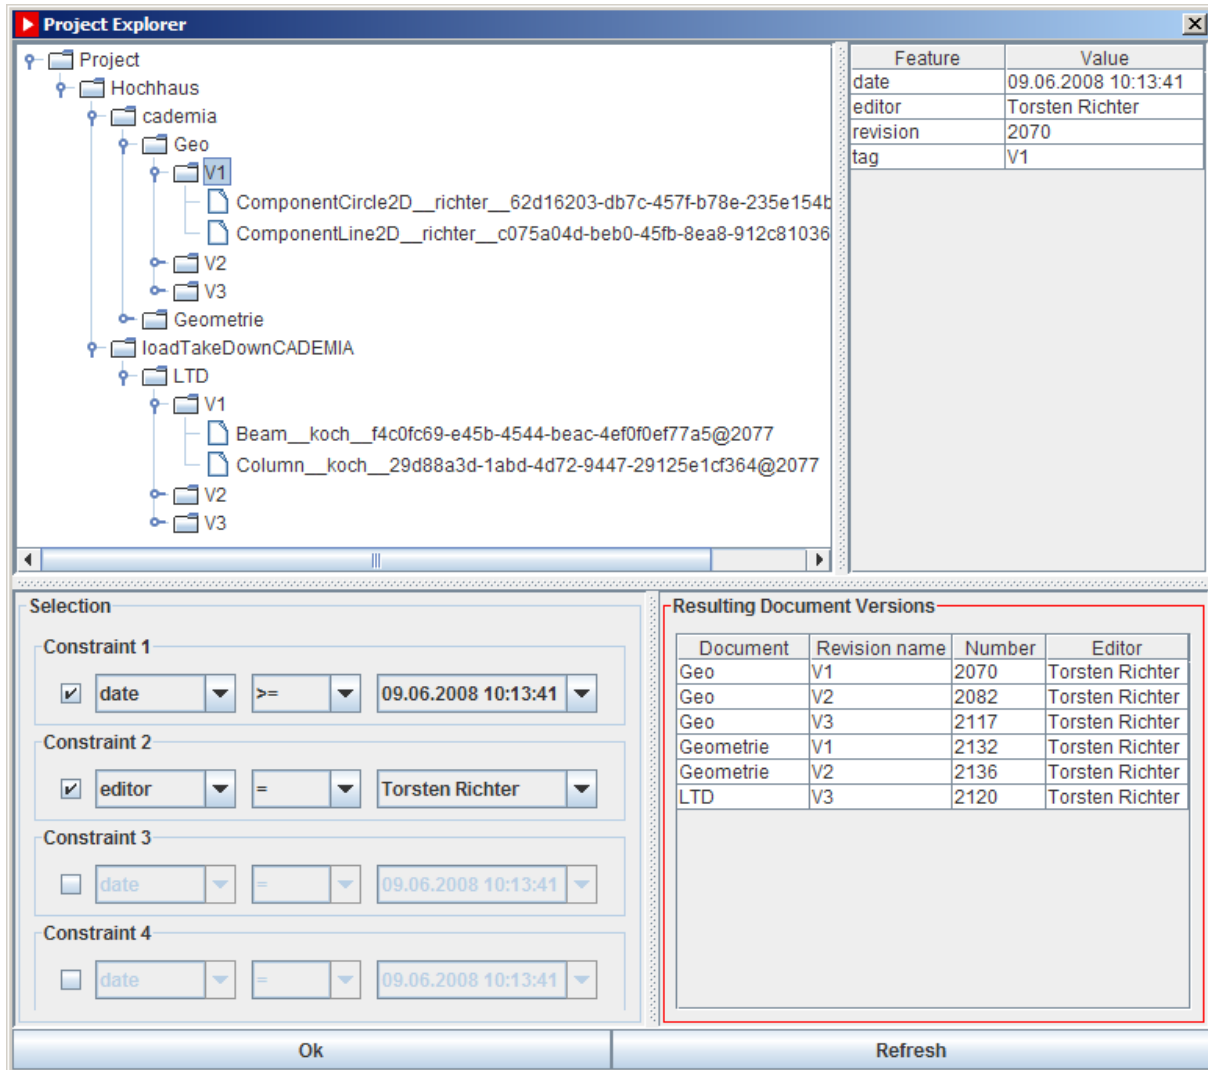 Project Explorer
Project
Hochhaus
cademia
Geo
V1
ComponentCircle2D__richter__62d16203-db7c-457f-b78e-235e154b
ComponentLine2D__richter__c075a04d-beb0-45fb-8ea8-912c81036
V2
V3
Geometrie
loadTakeDownCADEMIA
LTD
V1
Beam__koch__f4c0fc69-e45b-4544-beac-4ef0f0ef77a5@2077
Column__koch__29d88a3d-1abd-4d72-9447-29125e1cf364@2077
V2
V3
Feature Value
date 09.06.2008 10:13:41
editor Torsten Richter
revision 2070
tag V1
Selection
Constraint 1
date >= 09.06.2008 10:13:41
Constraint 2
editor = Torsten Richter
Constraint 3
date = 09.06.2008 10:13:41
Constraint 4
date = 09.06.2008 10:13:41
Resulting Document Versions
Document Revision name Number Editor
Geo V1 2070 Torsten Richter
Geo V2 2082 Torsten Richter
Geo V3 2117 Torsten Richter
Geometrie V1 2132 Torsten Richter
Geometrie V2 2136 Torsten Richter
LTD V3 2120 Torsten Richter
Ok Refresh